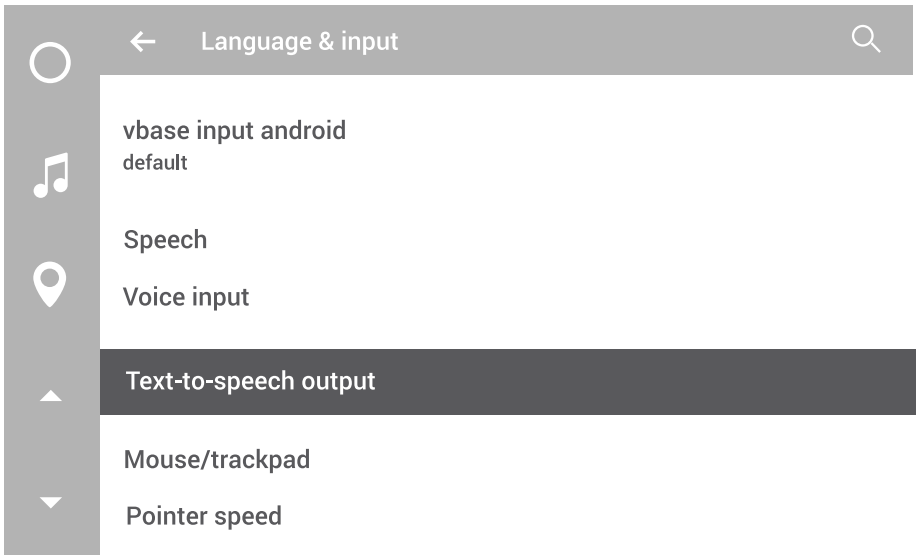 Language & input
vbase input android
default
Speech
Voice input
Text-to-speech output
Mouse/trackpad
Pointer speed